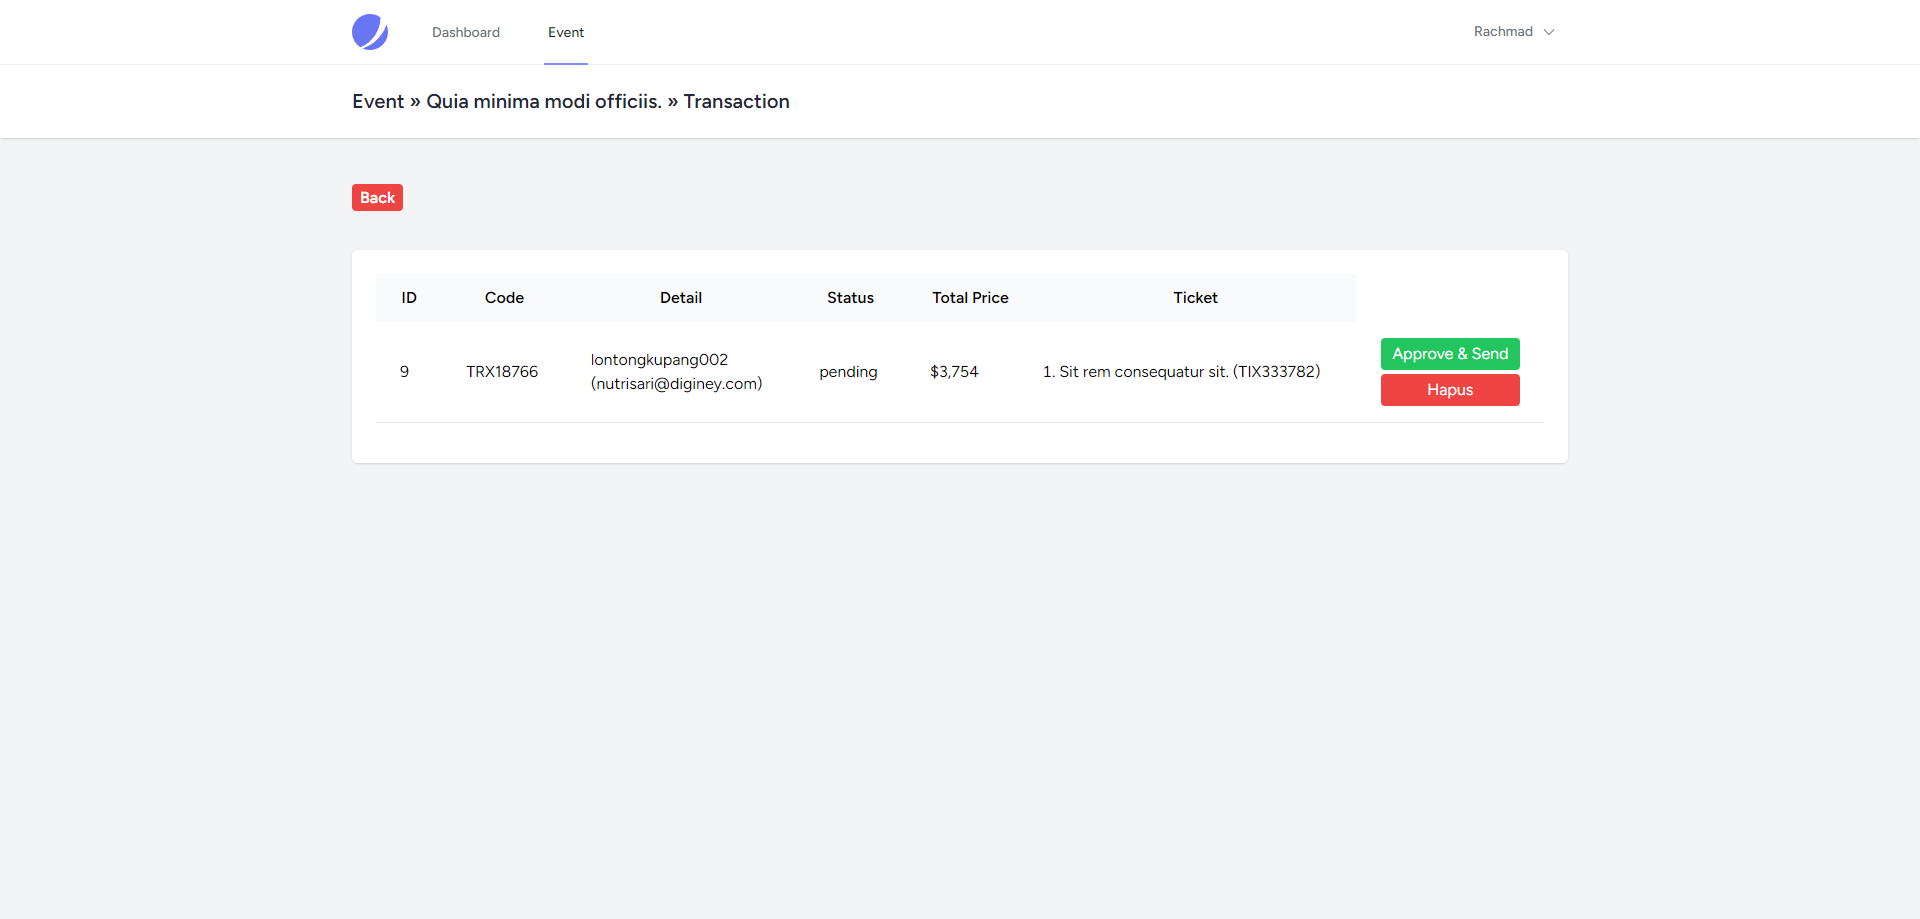 Dashboard Event Rachmad
Event » Quia minima modi officiis. » Transaction
Back
ID Code Detail Status Total Price Ticket
9 TRX18766 lontongkupang002 pending $3,754 1. Sit rem consequatur sit. (TIX333782)
(nutrisari@diginey.com)
Approve & Send
Hapus